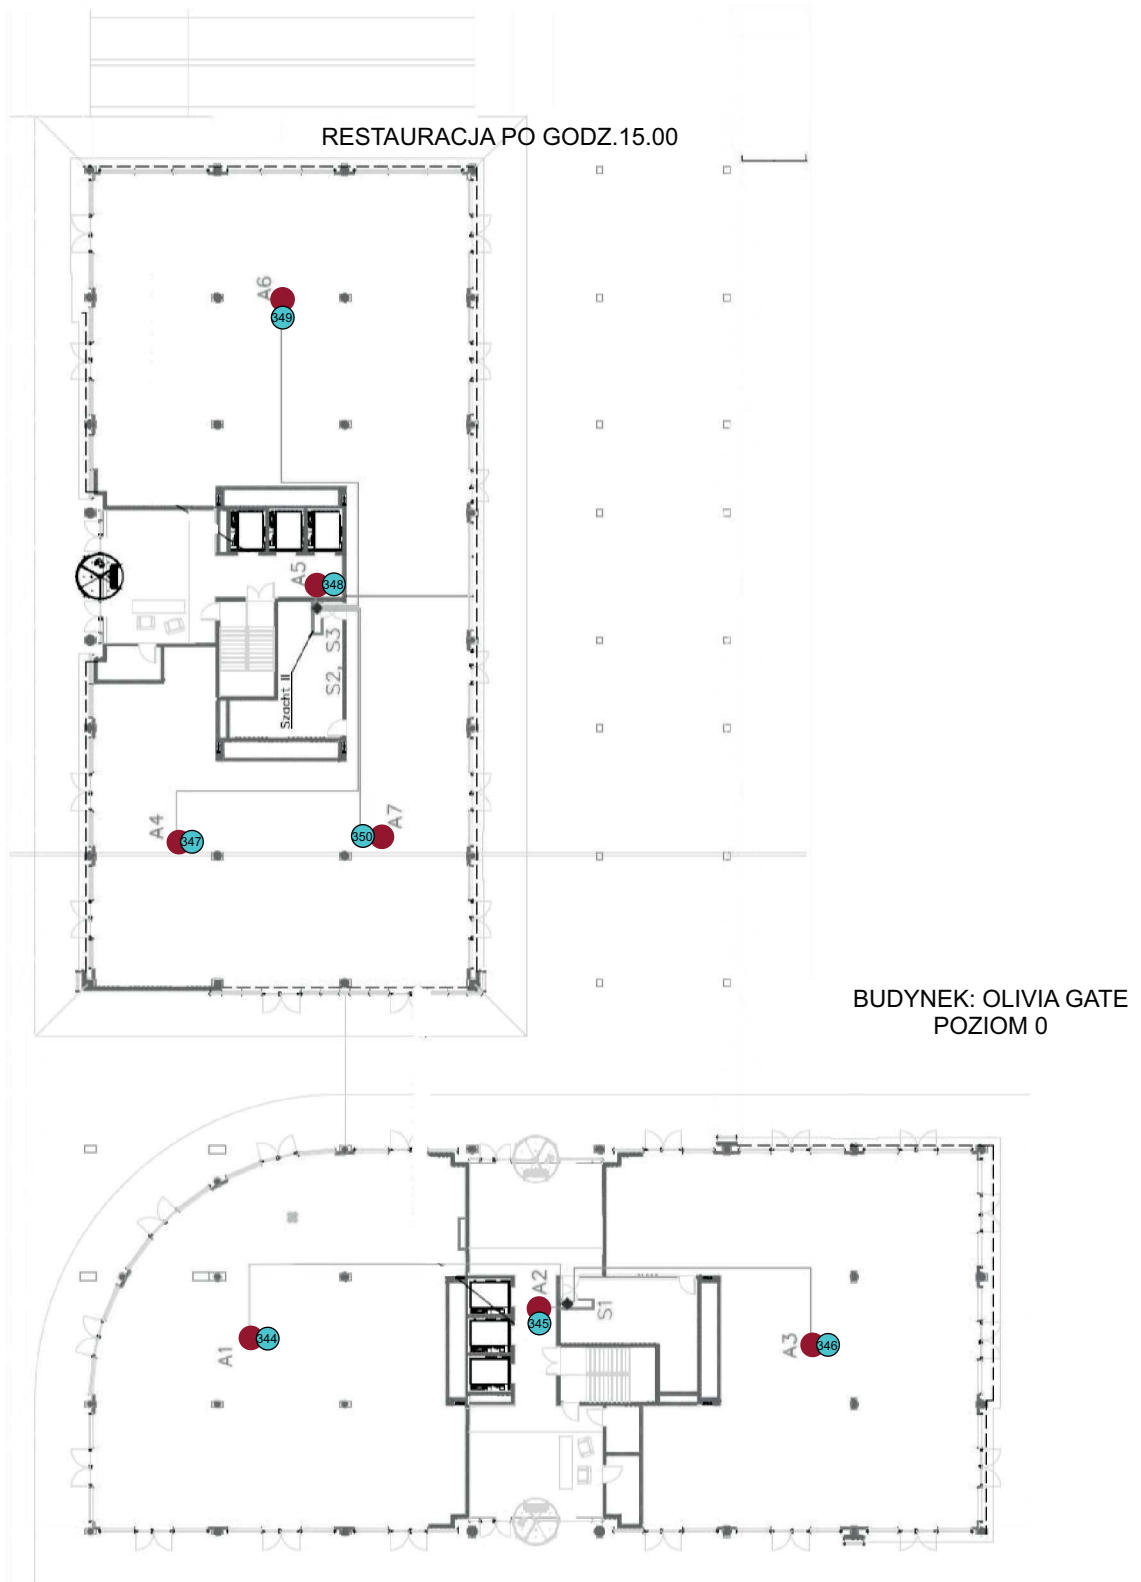 RESTAURACJA PO GODZ.15.00
A6
349
A5
348
S2, S3
Szacht II
A4
347
350
A7
BUDYNEK: OLIVIA GATE
POZIOM 0
A2
345
S1
A1
344
A3
346